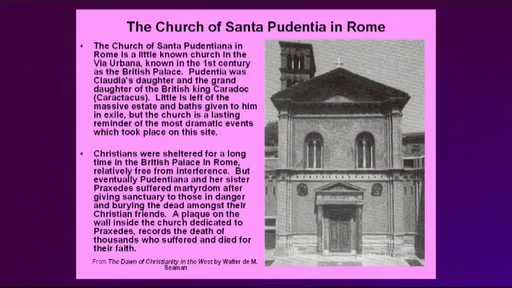 The Church of Santa Pudentia in Rome
• The Church of Santa Pudentiana in
Rome is a little known church in the
Via Urbana, known in the 1st century
as the British Palace. Pudentia was
Claudia's daughter and the grand
daughter of the British king Caradoc
(Caractacus). Little is left of the
massive estate and baths given to him
in exile, but the church is a lasting
reminder of the most dramatic events
which took place on this site.
• Christians were sheltered for a long
time in the British Palace in Rome,
relatively free from interference. But
eventually Pudentiana and her sister
Praxedes suffered martyrdom after
giving sanctuary to those in danger
and burying the dead amongst their
Christian friends. A plaque on the
wall inside the church dedicated to
Praxedes, records the death of
thousands who suffered and died for
their faith.
From The Dawn of Christianity in the West by Walter de M.
Seaman